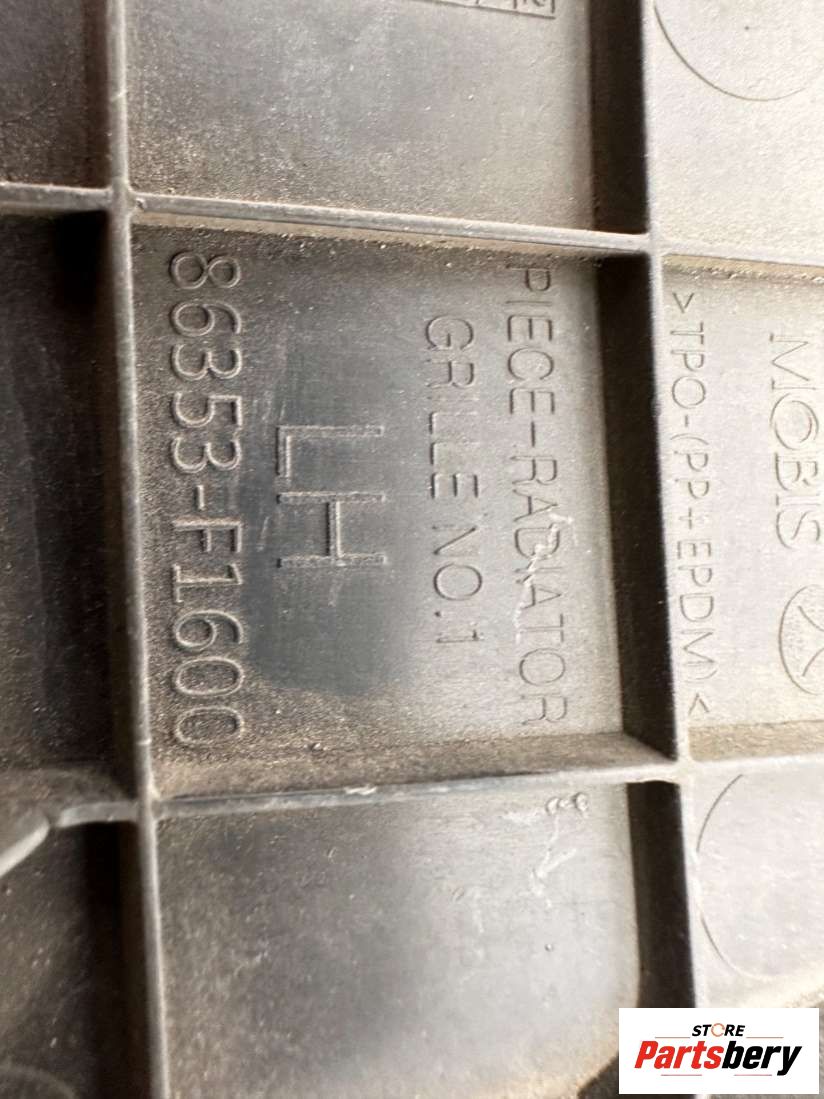 >TPO-(PP+EPDM)<
MOBIS
PIECE-RADIATOR
GRILLE NO.1
LH
86353-F1600
STORE
Partsbery